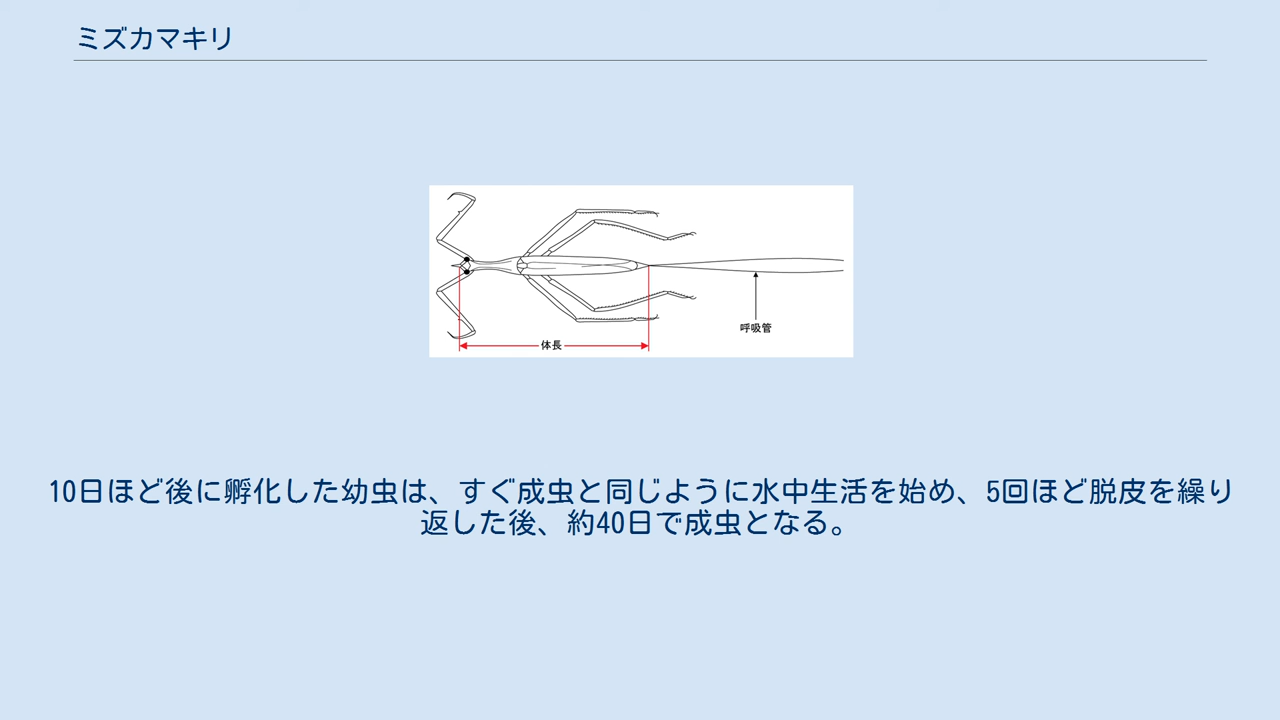 ミズカマキリ
呼吸管
体長
10日ほど後に孵化した幼虫は、すぐ成虫と同じように水中生活を始め、5回ほど脱皮を繰り
返した後、約40日で成虫となる。